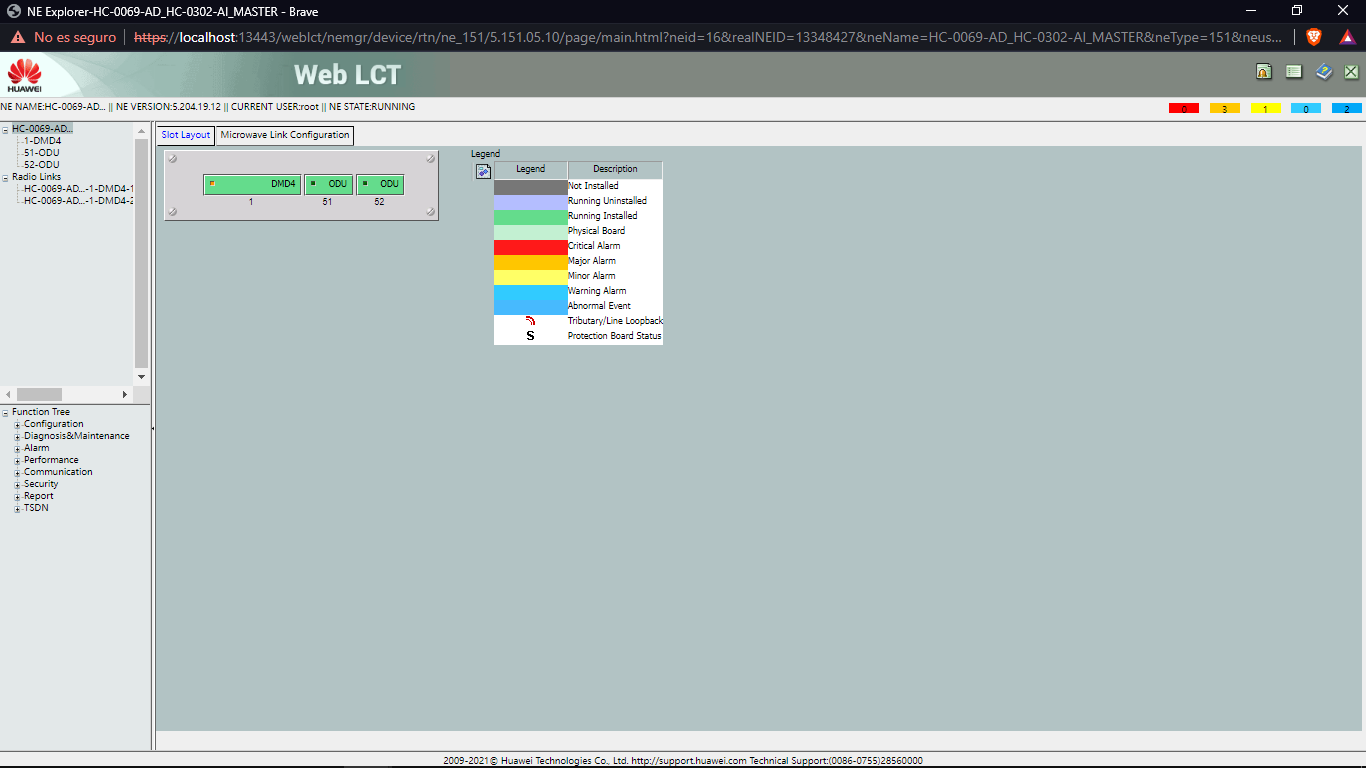 NE Explorer-HC-0069-AD_HC-0302-AI_MASTER - Brave
No es seguro https://localhost:13443/weblct/nemgr/device/rtn/ne_151/5.151.05.10/page/main.html?neid=16&realNEID=13348427&neName=HC-0069-AD_HC-0302-AI_MASTER&neType=151&neus...
HUAWEI
Web LCT
NE NAME:HC-0069-AD... || NE VERSION:5.204.19.12 || CURRENT USER:root || NE STATE:RUNNING
0 3 1 0 2
HC-0069-AD...
1-DMD4
51-ODU
52-ODU
Radio Links
HC-0069-AD...-1-DMD4-1
HC-0069-AD...-1-DMD4-2
Function Tree
Configuration
Diagnosis&Maintenance
Alarm
Performance
Communication
Security
Report
TSDN
Slot Layout Microwave Link Configuration
DMD4 ODU ODU
1 51 52
Legend
Legend Description
Not Installed
Running Uninstalled
Running Installed
Physical Board
Critical Alarm
Major Alarm
Minor Alarm
Warning Alarm
Abnormal Event
Tributary/Line Loopback
S Protection Board Status
2009-2021© Huawei Technologies Co., Ltd. http://support.huawei.com Technical Support:(0086-0755)28560000